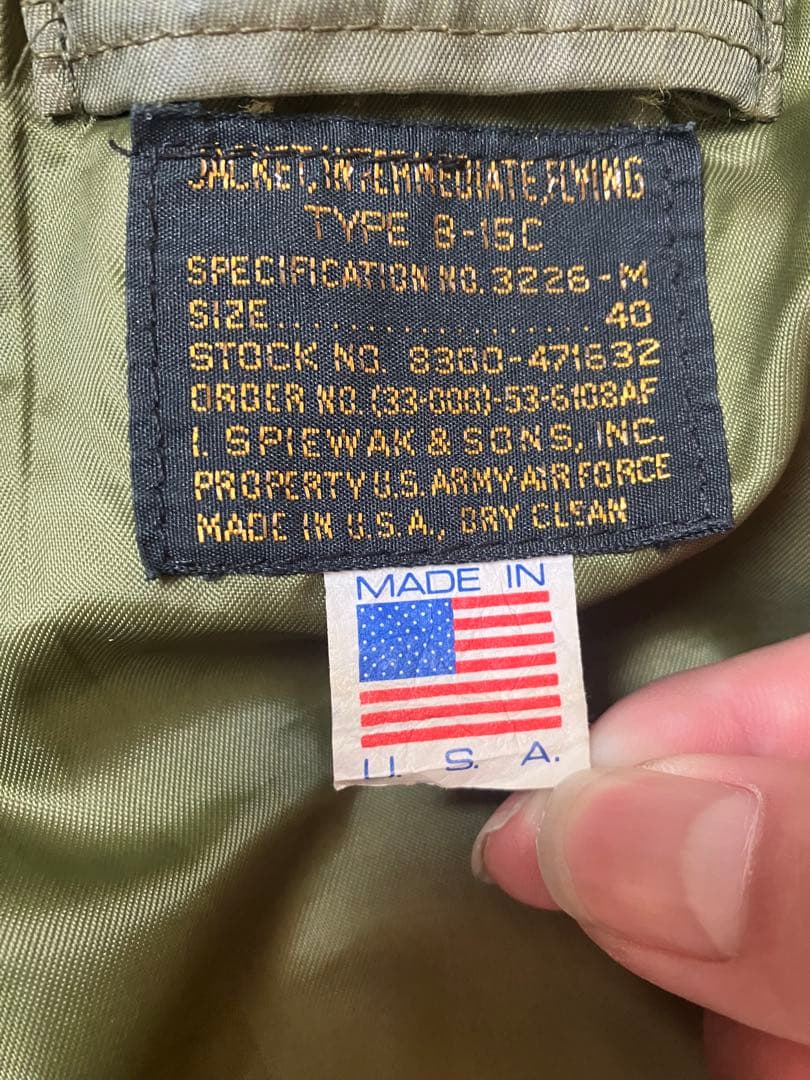 JACKET, INTERMEDIATE, FLYING
TYPE B-15C
SPECIFICATION NO. 3226-M
SIZE.................... 40
STOCK NO. 8300-471632
ORDER NO. (33-000)-53-6108AF
I. SPIEWAK & SONS, INC.
PROPERTY U.S. ARMY AIR FORCE
MADE IN U.S.A., DRY CLEAN
MADE IN
U. S. A.